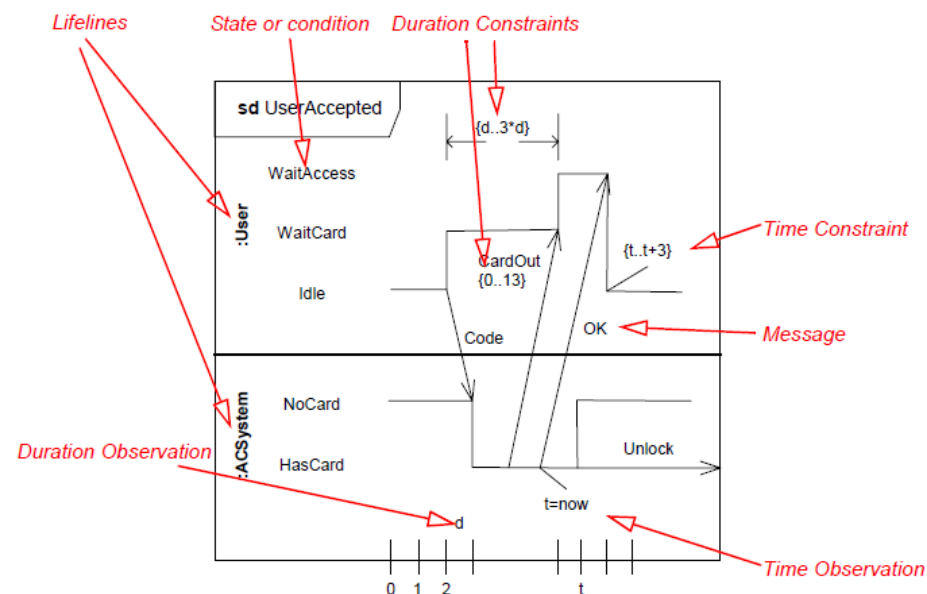 Lifelines
State or condition
Duration Constraints
sd UserAccepted
{d..3*d}
WaitAccess
:User
WaitCard
Time Constraint
CardOut
{0..13}
{t..t+3}
Idle
Code
OK
Message
NoCard
:ACSystem
Duration Observation
HasCard
Unlock
t=now
d
Time Observation
0 1 2 t